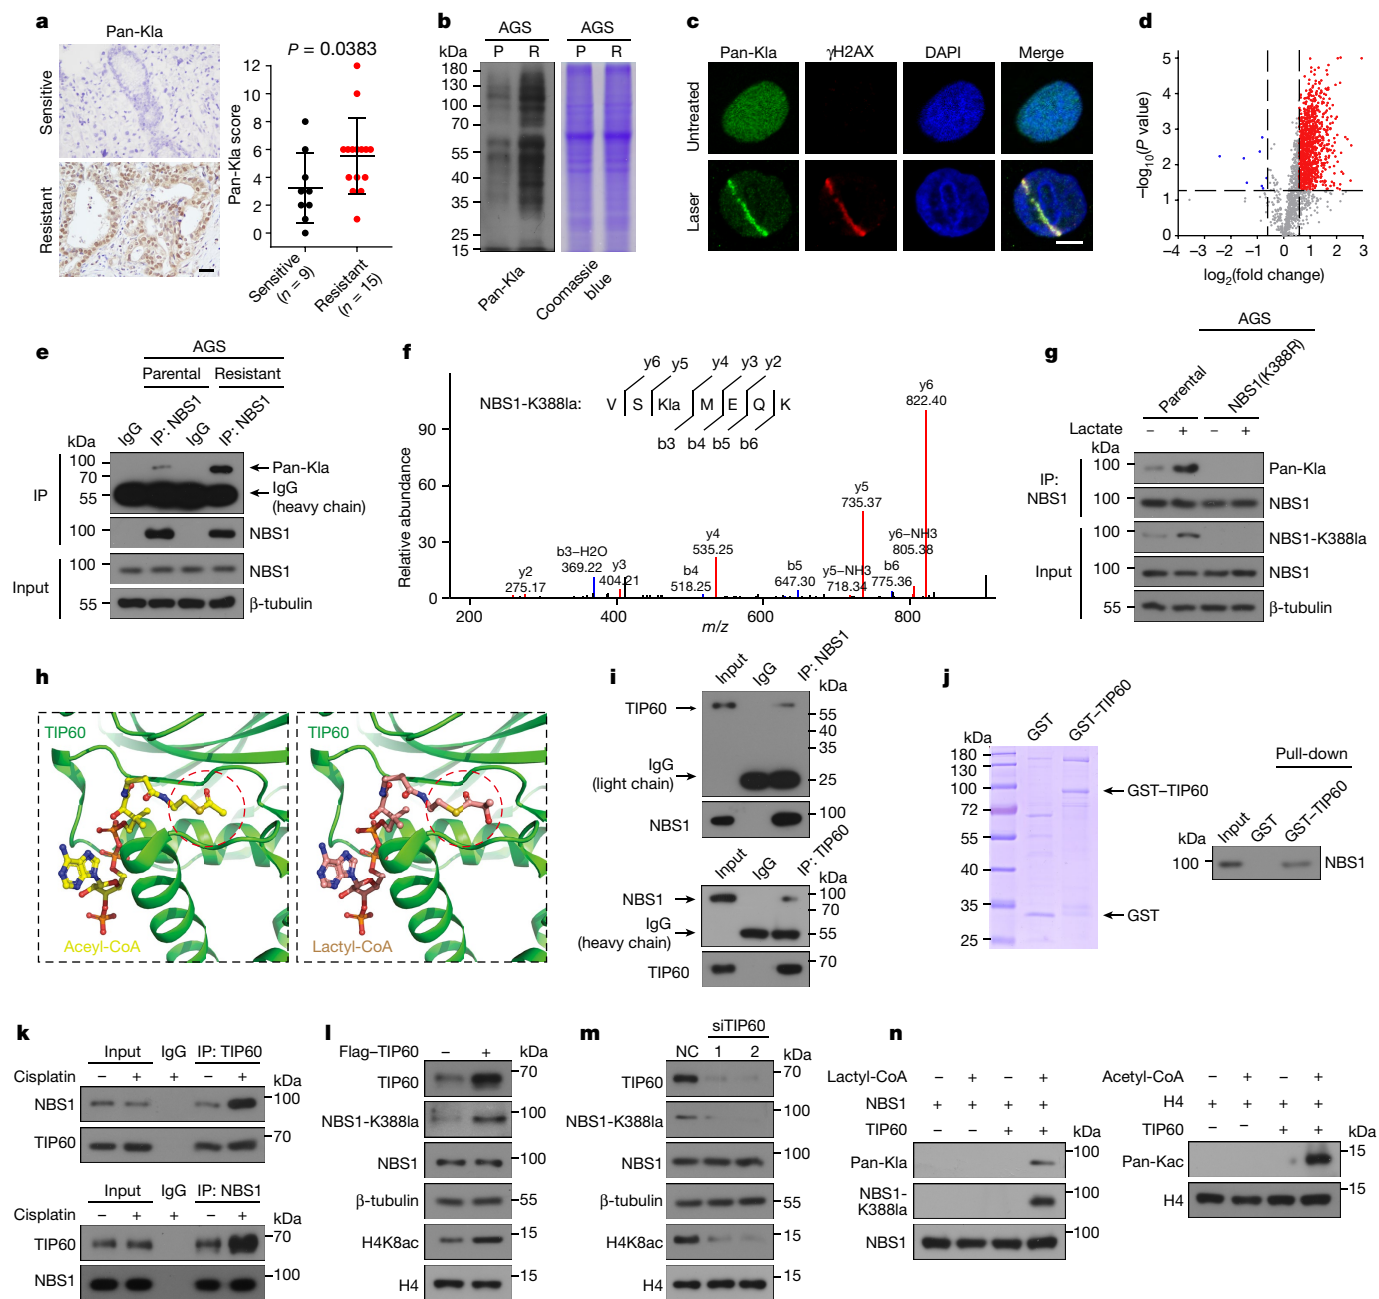 a
Pan-Kla
Sensitive
Resistant
P = 0.0383
Pan-Kla score
12
10
8
6
4
2
0
Sensitive
(n = 9)
Resistant
(n = 15)
b
AGS
AGS
kDa
P
R
P
R
180
130
100
70
55
40
35
25
15
Pan-Kla
Coomassie
blue
c
Pan-Kla
γH2AX
DAPI
Merge
Untreated
Laser
d
–log10(P value)
5
4
3
2
1
0
–4
–3
–2
–1
0
1
2
3
log2(fold change)
e
AGS
Parental
Resistant
IgG
IP: NBS1
IgG
IP: NBS1
kDa
100
70
55
Pan-Kla
IgG
(heavy chain)
IP
100
NBS1
Input
100
NBS1
55
β-tubulin
f
NBS1-K388la:
y6
y5
y4
y3
y2
V
S
Kla
M
E
Q
K
b3
b4
b5
b6
Relative abundance
90
60
30
0
200
400
600
800
m/z
y2
275.17
b3–H2O
369.22
y3
404.21
b4
518.25
y4
535.25
b5
647.30
y5–NH3
718.34
y5
735.37
b6
775.36
y6–NH3
805.38
y6
822.40
g
AGS
Parental
NBS1(K388R)
Lactate
–
+
–
+
kDa
IP:
NBS1
100
Pan-Kla
100
NBS1
Input
100
NBS1-K388la
100
NBS1
55
β-tubulin
h
TIP60
Aceyl-CoA
TIP60
Lactyl-CoA
i
Input
IgG
IP: NBS1
kDa
TIP60
55
40
35
IgG
(light chain)
25
NBS1
100
Input
IgG
IP: TIP60
kDa
NBS1
100
70
IgG
(heavy chain)
55
TIP60
70
j
kDa
GST
GST–TIP60
180
130
100
72
55
40
35
25
GST–TIP60
GST
Pull-down
Input
GST
GST–TIP60
kDa
100
NBS1
k
Input
IgG
IP: TIP60
Cisplatin
–
+
+
–
+
kDa
NBS1
100
TIP60
70
Input
IgG
IP: NBS1
Cisplatin
–
+
+
–
+
kDa
TIP60
70
NBS1
100
l
Flag–TIP60
–
+
kDa
TIP60
70
NBS1-K388la
100
NBS1
100
β-tubulin
55
H4K8ac
15
H4
15
m
siTIP60
NC
1
2
kDa
TIP60
70
NBS1-K388la
100
NBS1
100
β-tubulin
55
H4K8ac
15
H4
15
n
Lactyl-CoA
–
+
–
+
NBS1
+
+
+
+
TIP60
–
–
+
+
kDa
Pan-Kla
100
NBS1-
K388la
100
NBS1
100
Acetyl-CoA
–
+
–
+
H4
+
+
+
+
TIP60
–
–
+
+
kDa
Pan-Kac
15
H4
15